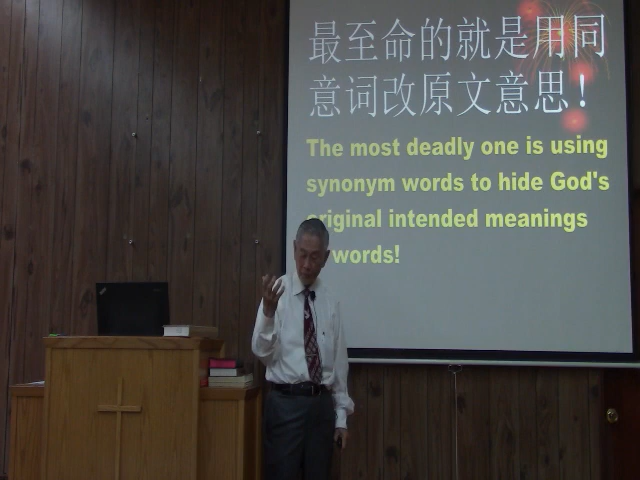 最至命的就是用同
意词改原文意思！
The most deadly one is using
synonym words to hide God's
original intended meanings
words!